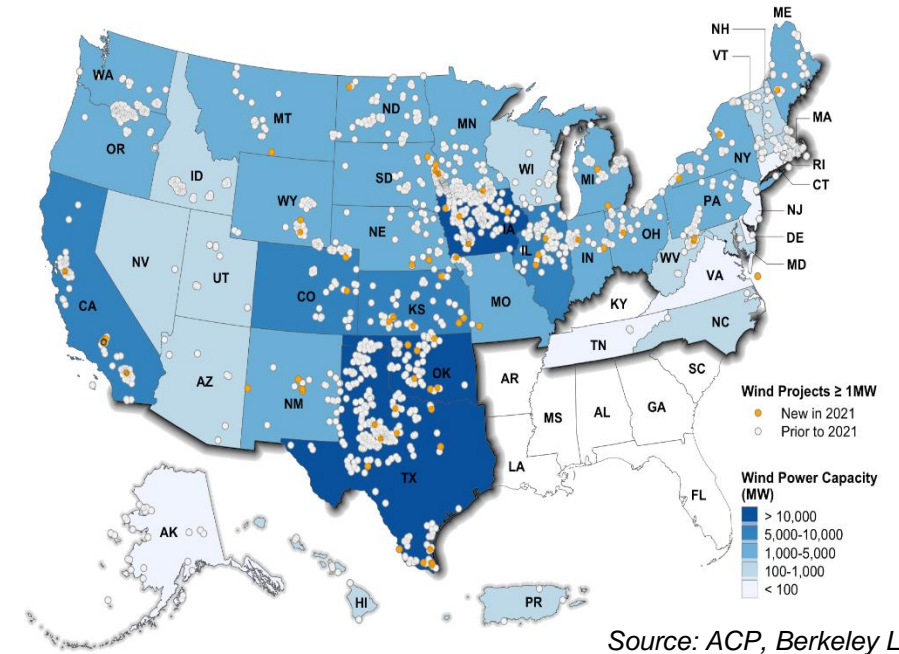 ME
NH
VT
WA
MT
ND
MN
MA
OR
ID
SD
WI
MI
NY
RI
CT
WY
NE
IA
PA
NJ
NV
UT
IL
IN
OH
DE
WV
MD
CA
CO
KS
MO
KY
VA
AZ
NM
OK
TN
NC
AR
SC
TX
MS
AL
GA
LA
FL
Wind Projects ≥ 1MW
New in 2021
Prior to 2021
Wind Power Capacity
(MW)
> 10,000
5,000-10,000
1,000-5,000
100-1,000
< 100
AK
HI
PR
Source: ACP, Berkeley L